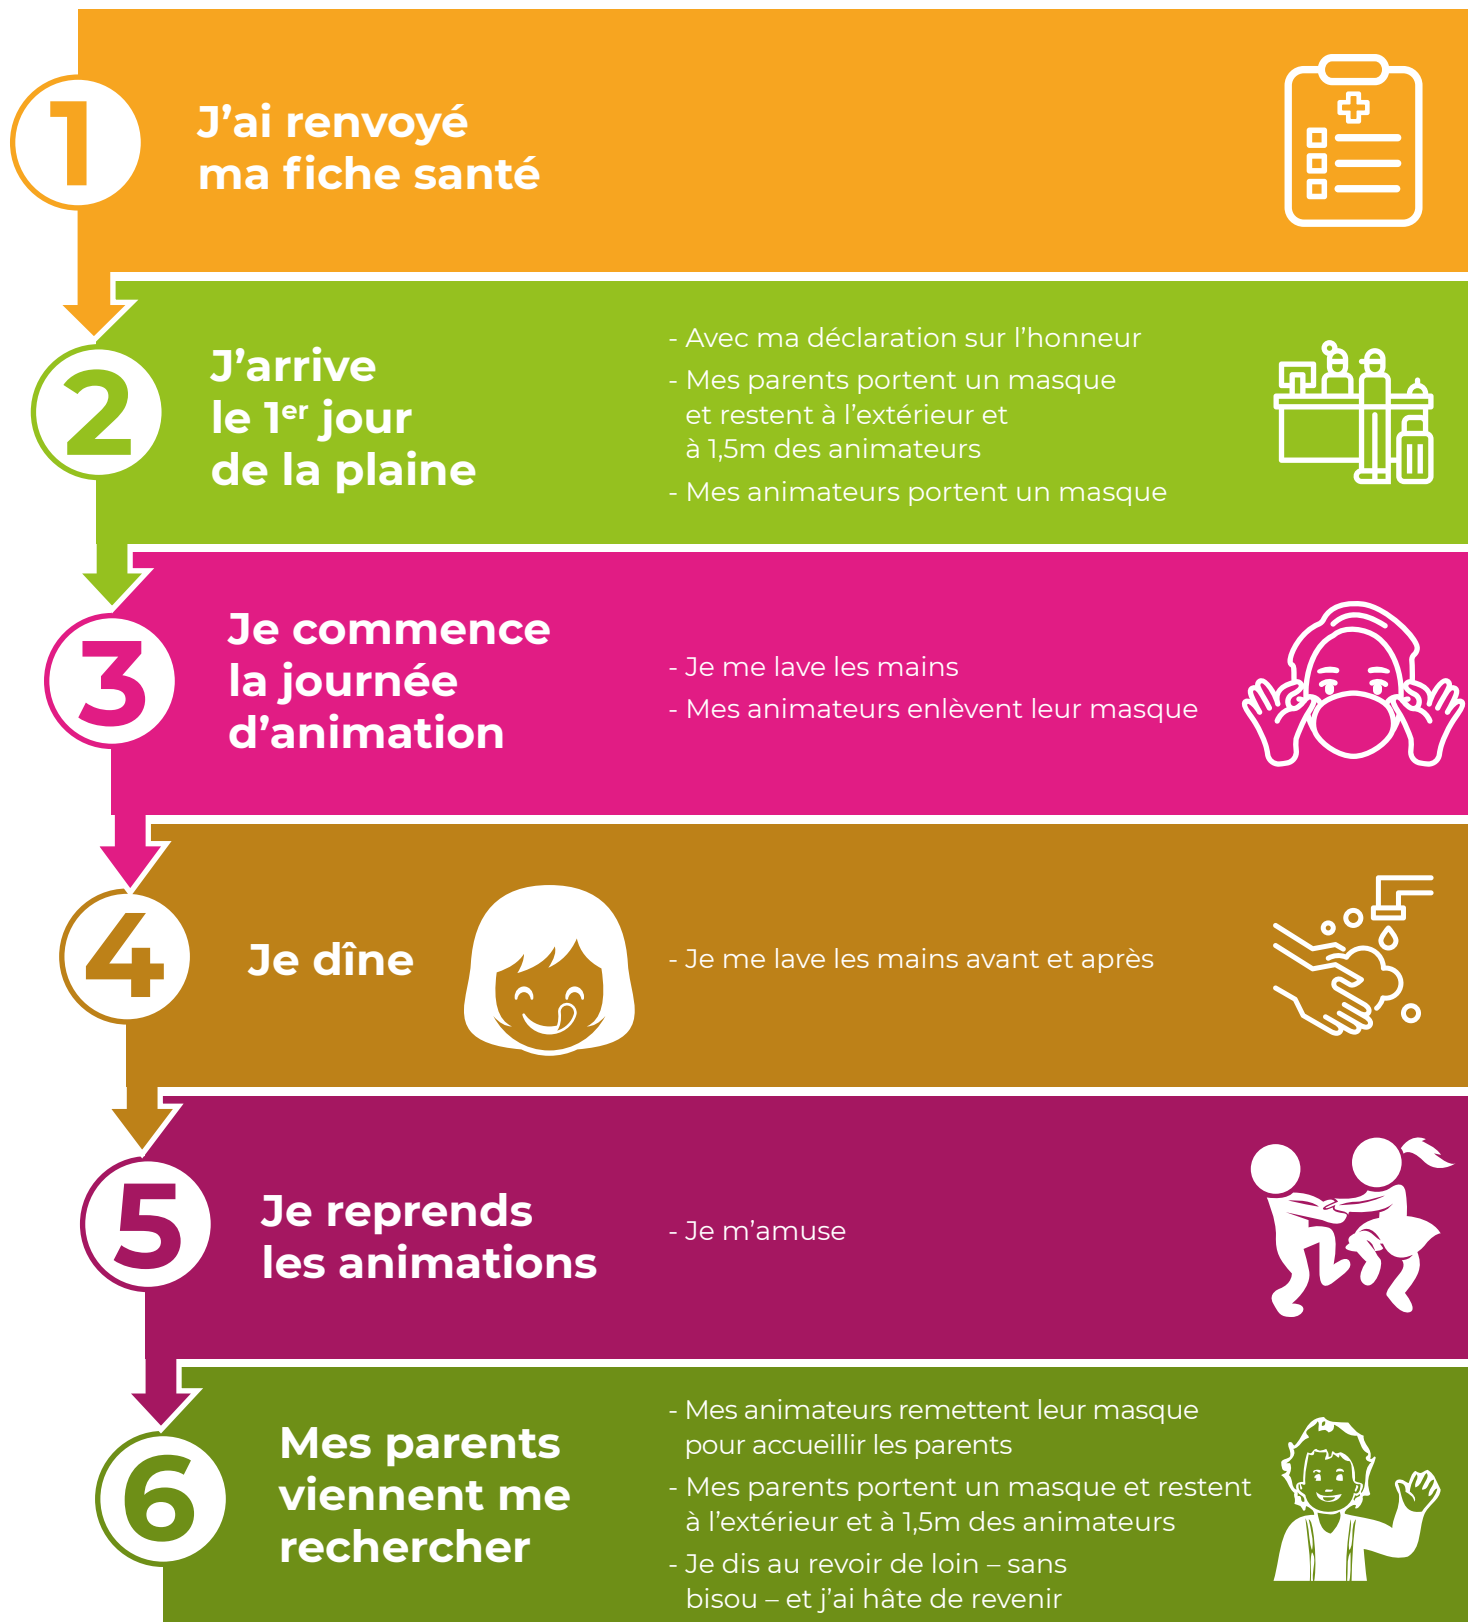 1
J’ai renvoyé
ma fiche santé
2
J’arrive
le 1er jour
de la plaine
- Avec ma déclaration sur l’honneur
- Mes parents portent un masque
et restent à l’extérieur et
à 1,5m des animateurs
- Mes animateurs portent un masque
3
Je commence
la journée
d’animation
- Je me lave les mains
- Mes animateurs enlèvent leur masque
4
Je dîne
- Je me lave les mains avant et après
5
Je reprends
les animations
- Je m’amuse
6
Mes parents
viennent me
rechercher
- Mes animateurs remettent leur masque
pour accueillir les parents
- Mes parents portent un masque et restent
à l’extérieur et à 1,5m des animateurs
- Je dis au revoir de loin – sans
bisou – et j’ai hâte de revenir